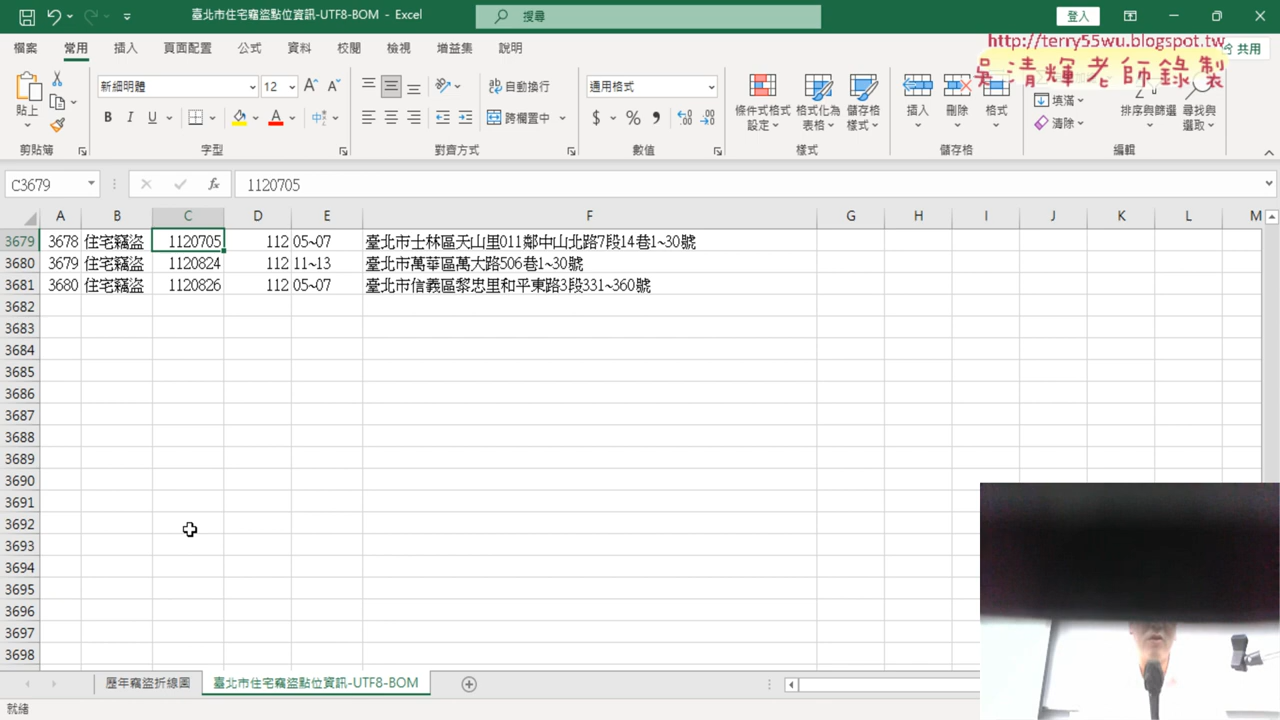 臺北市住宅竊盜點位資訊-UTF8-BOM - Excel
搜尋
登入
檔案 常用 插入 頁面配置 公式 資料 校閱 檢視 增益集 說明
共用
http://terry55wu.blogspot.tw
吳清輝老師錄製
貼上
新細明體 12
B I U
自動換行
跨欄置中
通用格式
$ % 9
條件式格式設定
格式化為表格
儲存格樣式
插入 刪除 格式
填滿
清除
排序與篩選
尋找與選取
剪貼簿 字型 對齊方式 數值 樣式 儲存格 編輯
C3679 fx 1120705
A B C D E F G H I J K L M
3679 3678 住宅竊盜 1120705 112 05~07 臺北市士林區天山里011鄰中山北路7段14巷1~30號
3680 3679 住宅竊盜 1120824 112 11~13 臺北市萬華區萬大路506巷1~30號
3681 3680 住宅竊盜 1120826 112 05~07 臺北市信義區黎忠里和平東路3段331~360號
3682
3683
3684
3685
3686
3687
3688
3689
3690
3691
3692
3693
3694
3695
3696
3697
3698
歷年竊盜折線圖 臺北市住宅竊盜點位資訊-UTF8-BOM
就緒